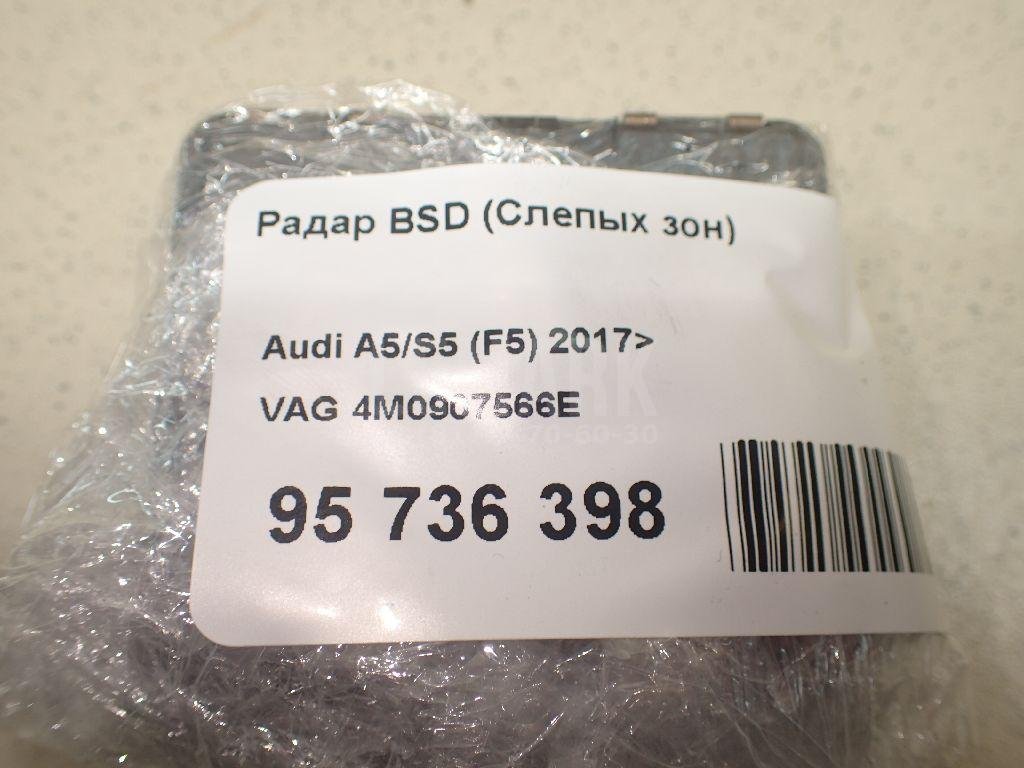 Радар BSD (Слепых зон)
Audi A5/S5 (F5) 2017>
VAG 4M0907566E
95 736 398